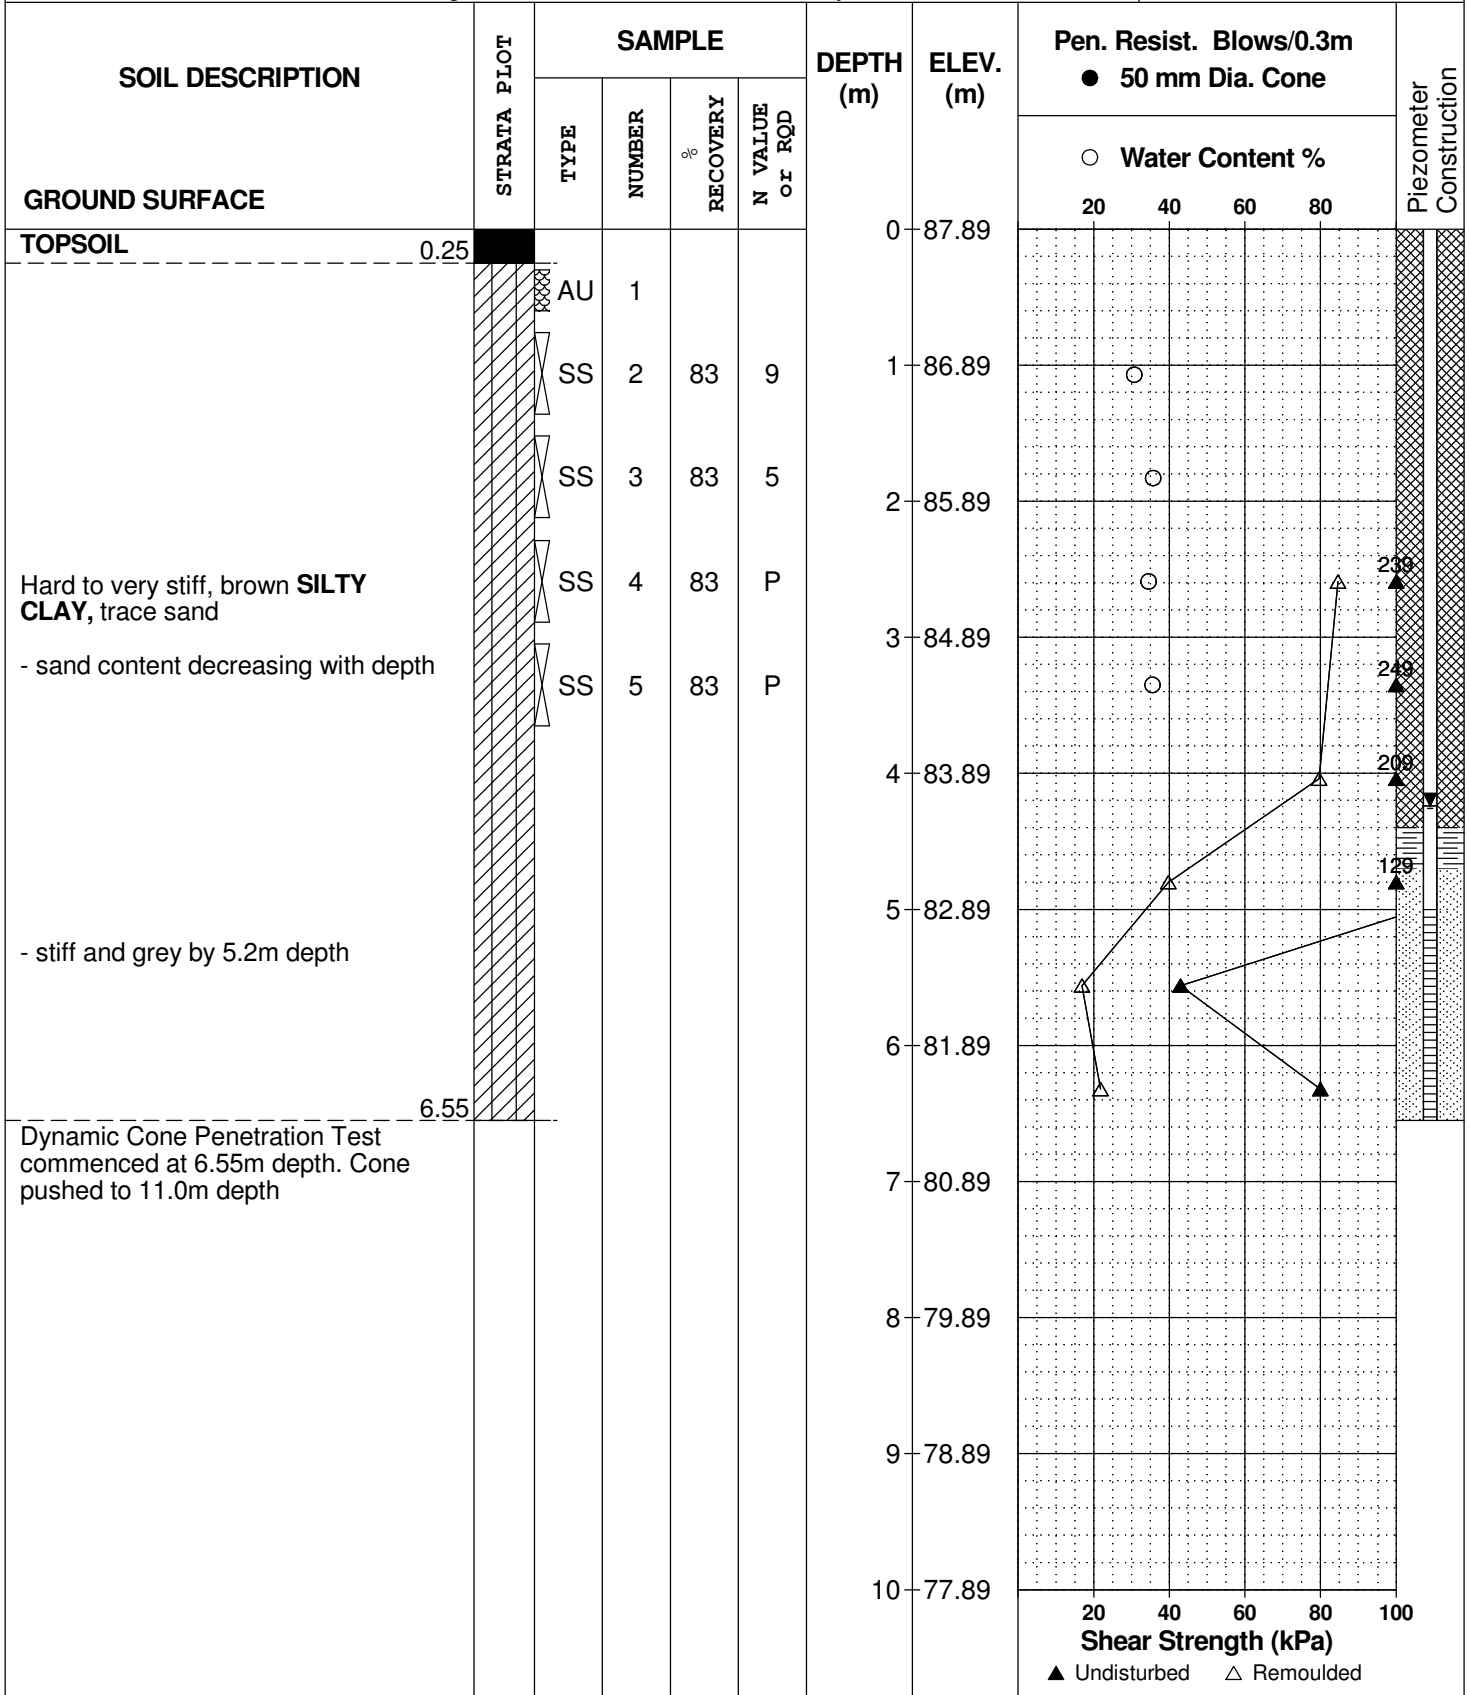 SOIL DESCRIPTION
GROUND SURFACE
STRATA PLOT
SAMPLE
TYPE
NUMBER
% RECOVERY
N VALUE
or RQD
DEPTH
(m)
ELEV.
(m)
Pen. Resist. Blows/0.3m
● 50 mm Dia. Cone
○ Water Content %
20 40 60 80
Piezometer
Construction
TOPSOIL
0.25
0 87.89
AU 1
SS 2 83 9
1 86.89
SS 3 83 5
2 85.89
239
Hard to very stiff, brown SILTY
CLAY, trace sand
SS 4 83 P
3 84.89
- sand content decreasing with depth
SS 5 83 P
249
209
4 83.89
129
5 82.89
- stiff and grey by 5.2m depth
6 81.89
6.55
Dynamic Cone Penetration Test
commenced at 6.55m depth. Cone
pushed to 11.0m depth
7 80.89
8 79.89
9 78.89
10 77.89
20 40 60 80 100
Shear Strength (kPa)
▲ Undisturbed △ Remoulded